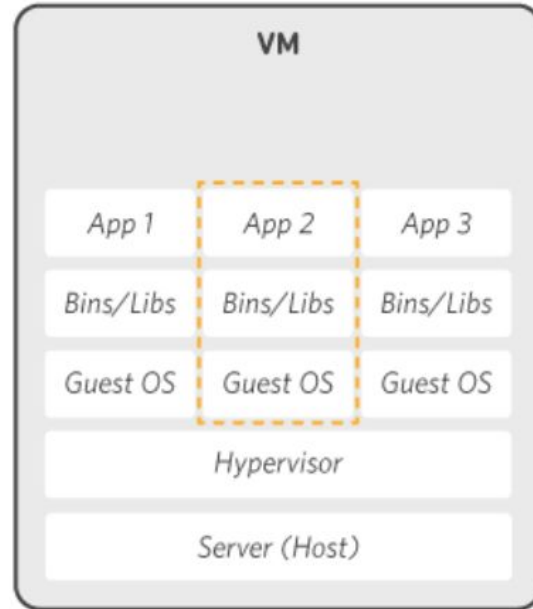 VM
App 1 App 2 App 3
Bins/Libs Bins/Libs Bins/Libs
Guest OS Guest OS Guest OS
Hypervisor
Server (Host)